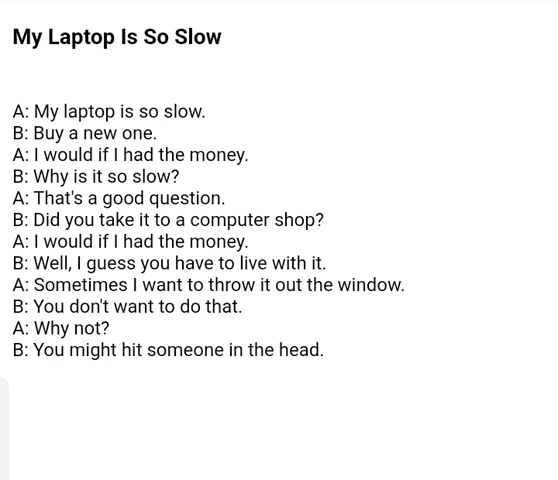 My Laptop Is So Slow
A: My laptop is so slow.
B: Buy a new one.
A: I would if I had the money.
B: Why is it so slow?
A: That's a good question.
B: Did you take it to a computer shop?
A: I would if I had the money.
B: Well, I guess you have to live with it.
A: Sometimes I want to throw it out the window.
B: You don't want to do that.
A: Why not?
B: You might hit someone in the head.